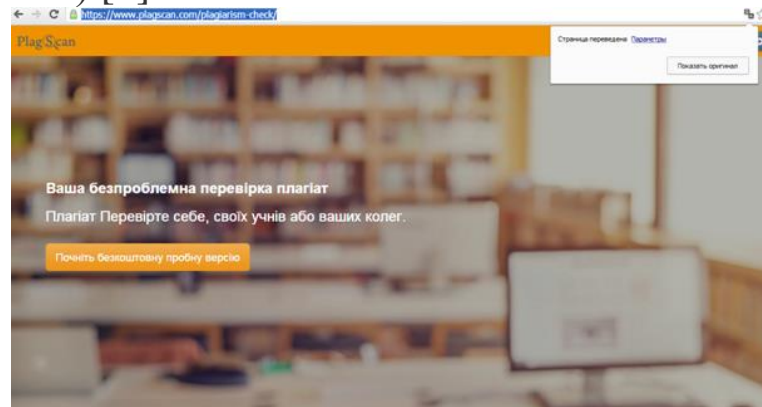 https://www.plagscan.com/plagiarism-check/
PlagScan
Страница переведена Параметры
Показать оригинал
Ваша безпроблемна перевірка плагіат
Плагіат Перевірте себе, своїх учнів або ваших колег.
Почніть безкоштовну пробну версію